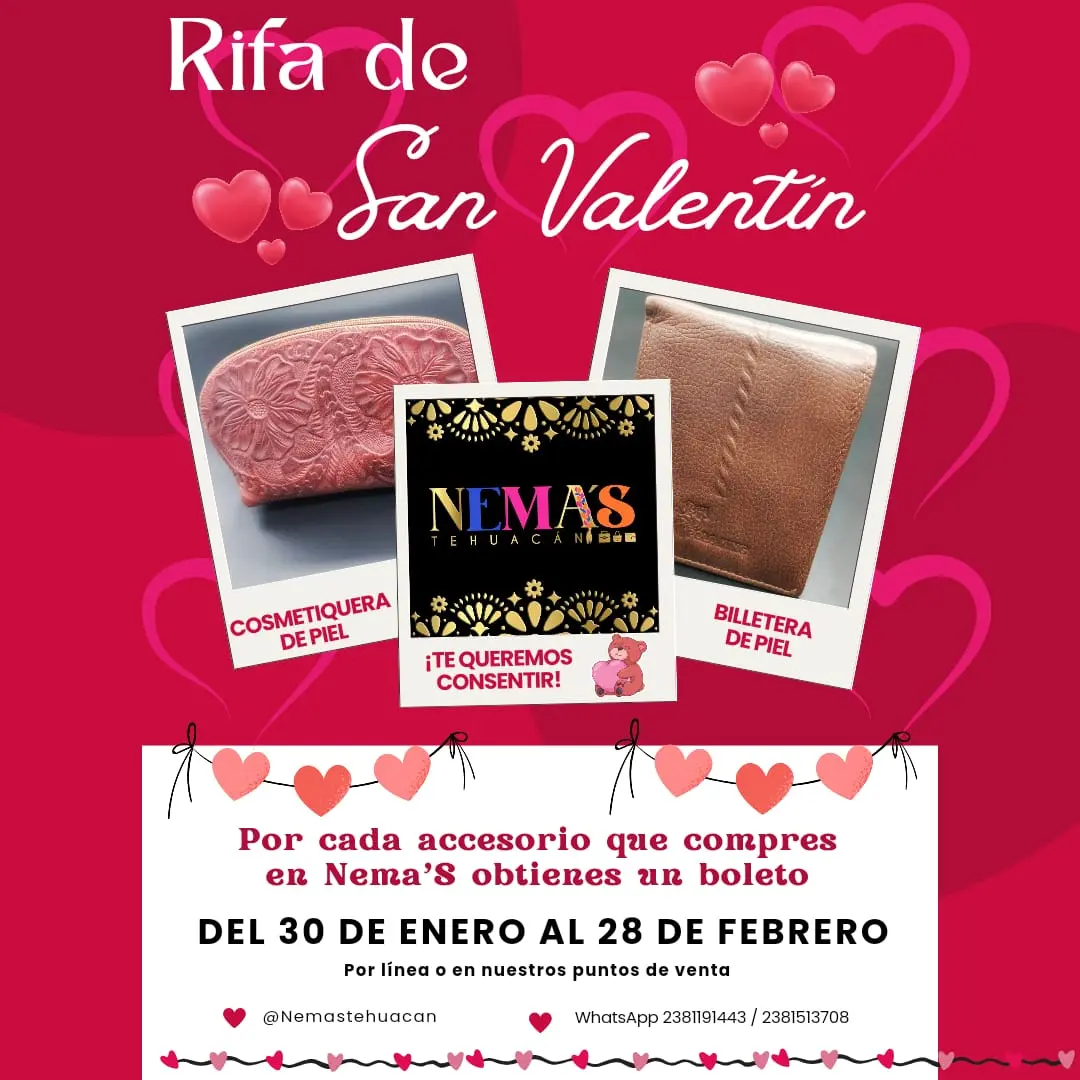 Rifa de
San Valentín
COSMETIQUERA
DE PIEL
NEMA'S
TEHUACÁN
¡TE QUEREMOS
CONSENTIR!
BILLETERA
DE PIEL
Por cada accesorio que compres
en Nema’S obtienes un boleto
DEL 30 DE ENERO AL 28 DE FEBRERO
Por línea o en nuestros puntos de venta
@Nemastehuacan
WhatsApp 2381191443 / 2381513708